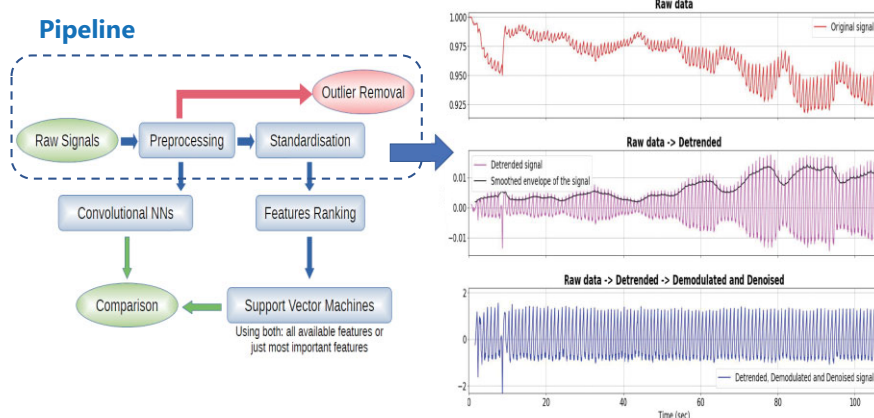 Pipeline
Outlier Removal
Raw Signals
Preprocessing
Standardisation
Convolutional NNs
Features Ranking
Comparison
Support Vector Machines
Using both: all available features or
just most important features
Raw data
1.000
0.975
0.950
0.925
Original signal
Raw data -> Detrended
0.01
0.00
−0.01
Detrended signal
Smoothed envelope of the signal
Raw data -> Detrended -> Demodulated and Denoised
2
0
−2
Detrended, Demodulated and Denoised signal
0 20 40 60 80 100
Time (sec)